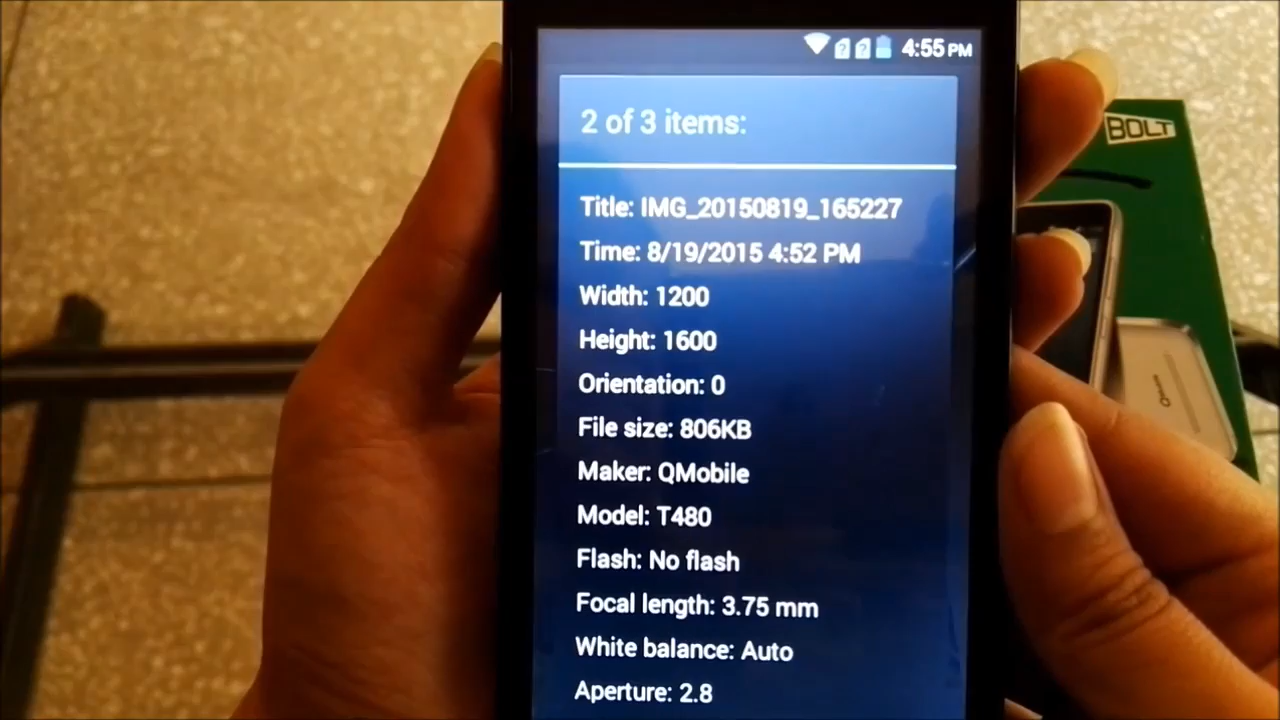 4:55 PM
2 of 3 items:
BOLT
Title: IMG_20150819_165227
Time: 8/19/2015 4:52 PM
Width: 1200
Height: 1600
Orientation: 0
File size: 806KB
Maker: QMobile
Model: T480
Flash: No flash
Focal length: 3.75 mm
White balance: Auto
Aperture: 2.8